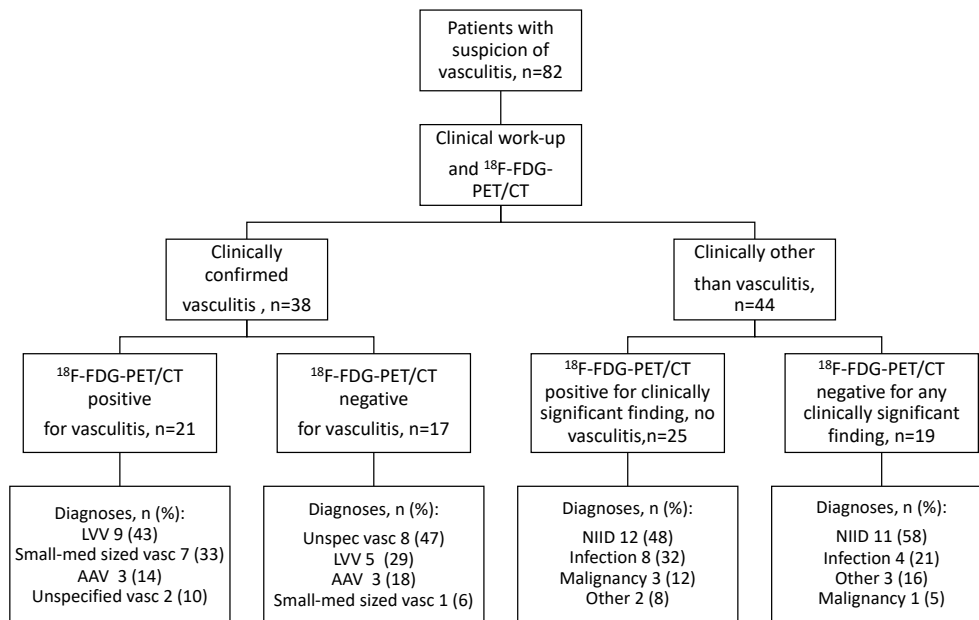 Patients with
suspicion of
vasculitis, n=82
Clinical work-up
and ¹⁸F-FDG-
PET/CT
Clinically
confirmed
vasculitis , n=38
Clinically other
than vasculitis,
n=44
¹⁸F-FDG-PET/CT
positive
for vasculitis, n=21
¹⁸F-FDG-PET/CT
negative
for vasculitis, n=17
¹⁸F-FDG-PET/CT
positive for clinically
significant finding, no
vasculitis,n=25
¹⁸F-FDG-PET/CT
negative for any
clinically significant
finding, n=19
Diagnoses, n (%):
LVV 9 (43)
Small-med sized vasc 7 (33)
AAV 3 (14)
Unspecified vasc 2 (10)
Diagnoses, n (%):
Unspec vasc 8 (47)
LVV 5 (29)
AAV 3 (18)
Small-med sized vasc 1 (6)
Diagnoses, n (%):
NIID 12 (48)
Infection 8 (32)
Malignancy 3 (12)
Other 2 (8)
Diagnoses, n (%):
NIID 11 (58)
Infection 4 (21)
Other 3 (16)
Malignancy 1 (5)